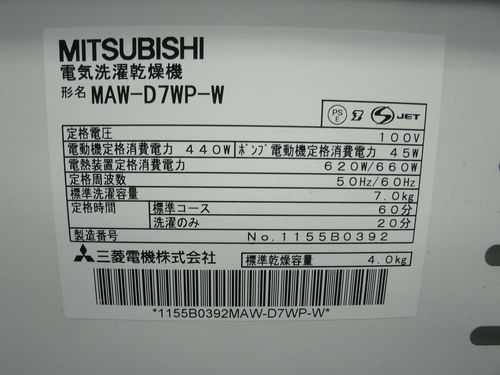 MITSUBISHI
電気洗濯乾燥機
形名 MAW-D7WP-W
PS E JET
定格電圧 100V
電動機定格消費電力 440W ポンプ電動機定格消費電力 45W
電熱装置定格消費電力 620W/660W
定格周波数 50Hz/60Hz
標準洗濯容量 7.0kg
定格時間 標準コース 60分
洗濯のみ 20分
製造番号 No.1155B0392
三菱電機株式会社 標準乾燥容量 4.0kg
*1155B0392MAW-D7WP-W*